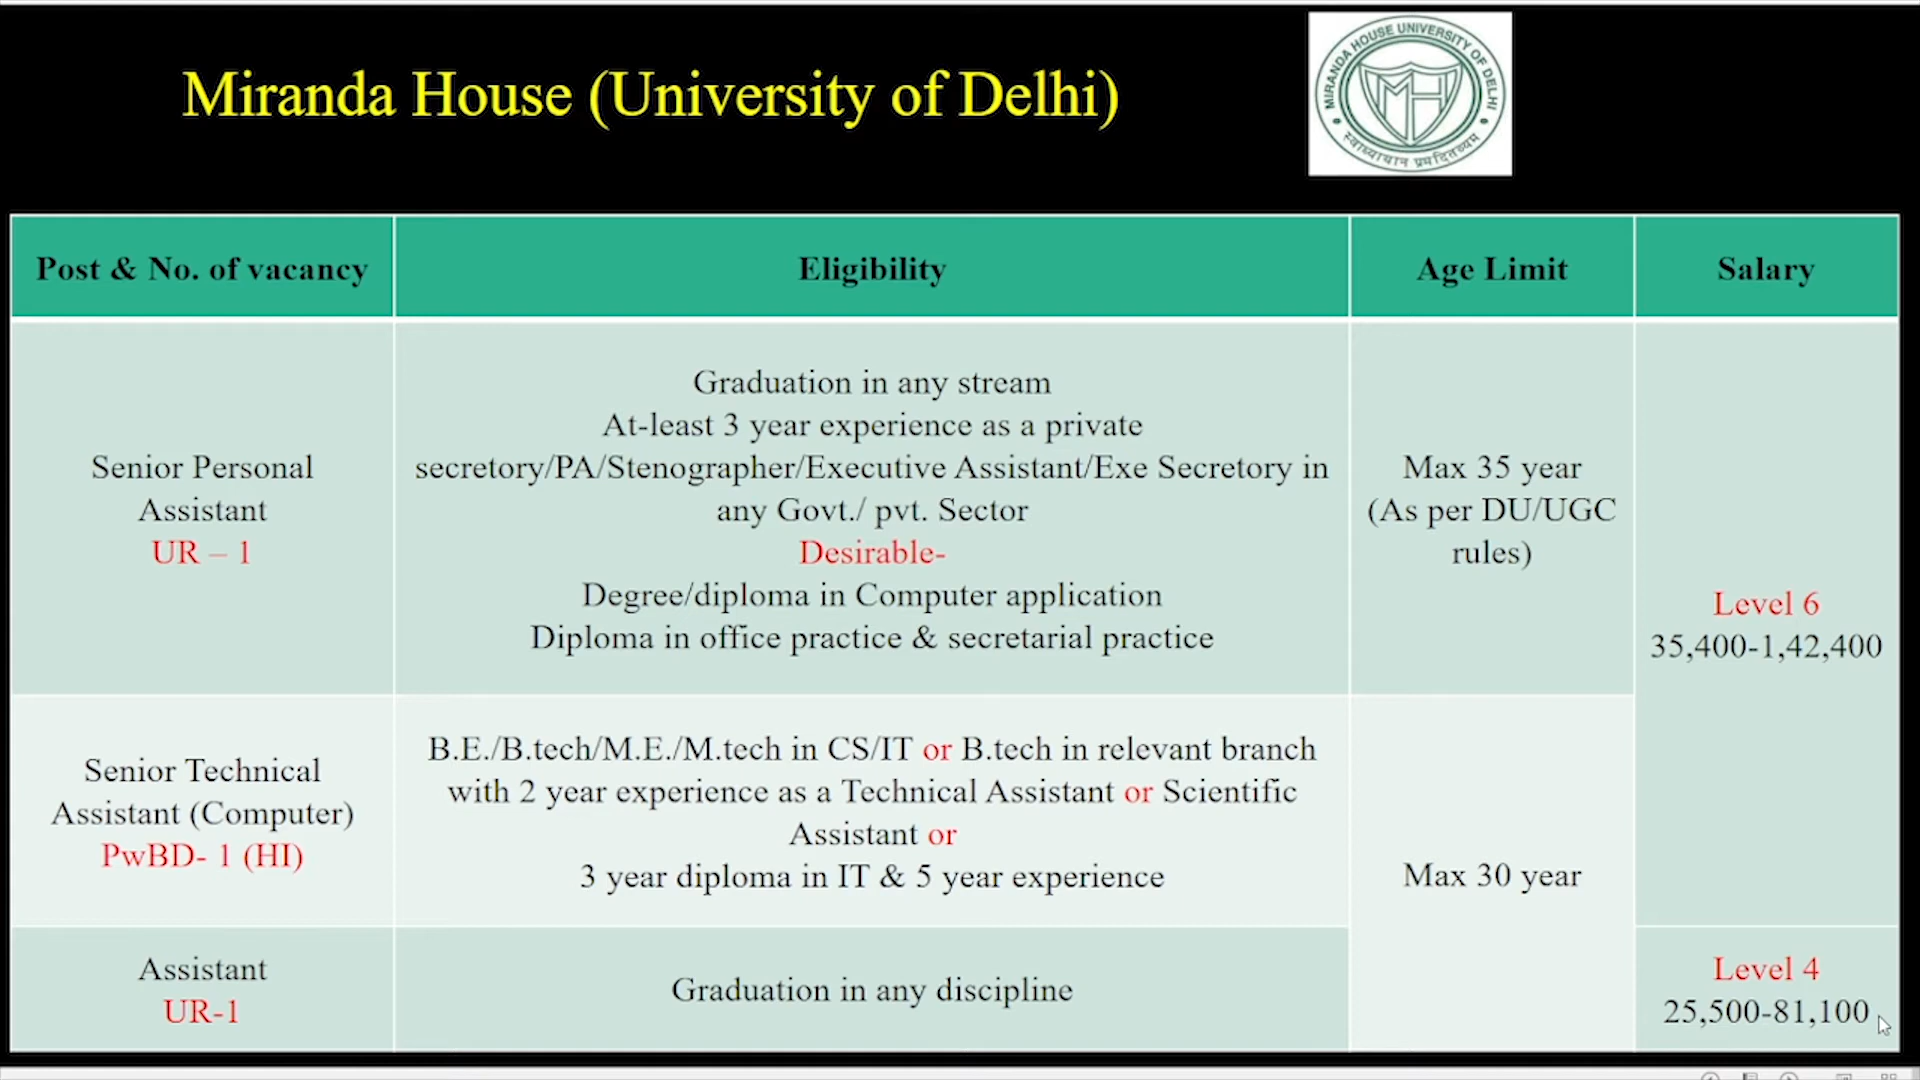 Miranda House (University of Delhi)
MIRANDA HOUSE UNIVERSITY OF DELHI
MH
Post & No. of vacancy
Eligibility
Age Limit
Salary
Senior Personal
Assistant
UR – 1
Graduation in any stream
At-least 3 year experience as a private
secretory/PA/Stenographer/Executive Assistant/Exe Secretory in
any Govt./ pvt. Sector
Desirable-
Degree/diploma in Computer application
Diploma in office practice & secretarial practice
Max 35 year
(As per DU/UGC
rules)
Level 6
35,400-1,42,400
Senior Technical
Assistant (Computer)
PwBD- 1 (HI)
B.E./B.tech/M.E./M.tech in CS/IT or B.tech in relevant branch
with 2 year experience as a Technical Assistant or Scientific
Assistant or
3 year diploma in IT & 5 year experience
Max 30 year
Assistant
UR-1
Graduation in any discipline
Level 4
25,500-81,100